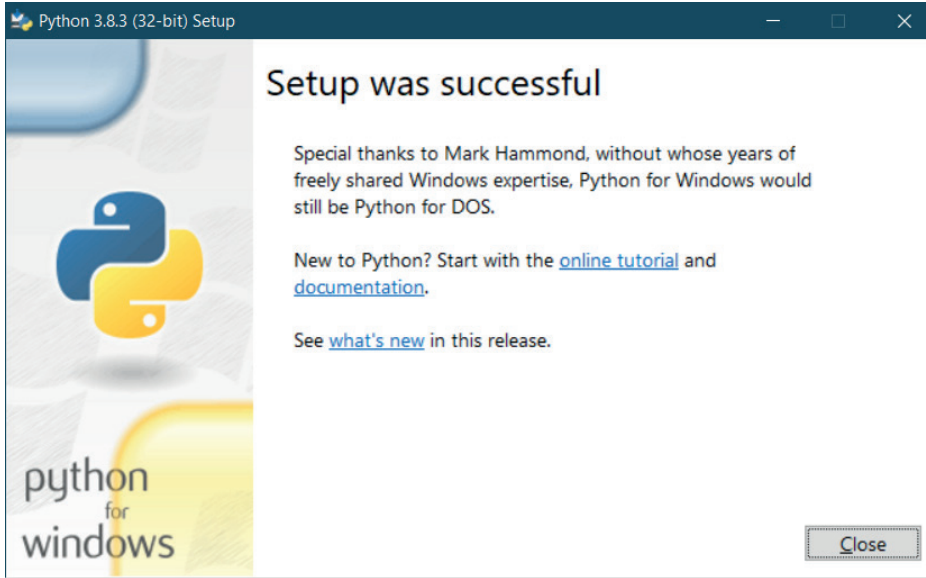 Python 3.8.3 (32-bit) Setup
Setup was successful
Special thanks to Mark Hammond, without whose years of
freely shared Windows expertise, Python for Windows would
still be Python for DOS.
New to Python? Start with the online tutorial and
documentation.
See what's new in this release.
python
for
windows
Close